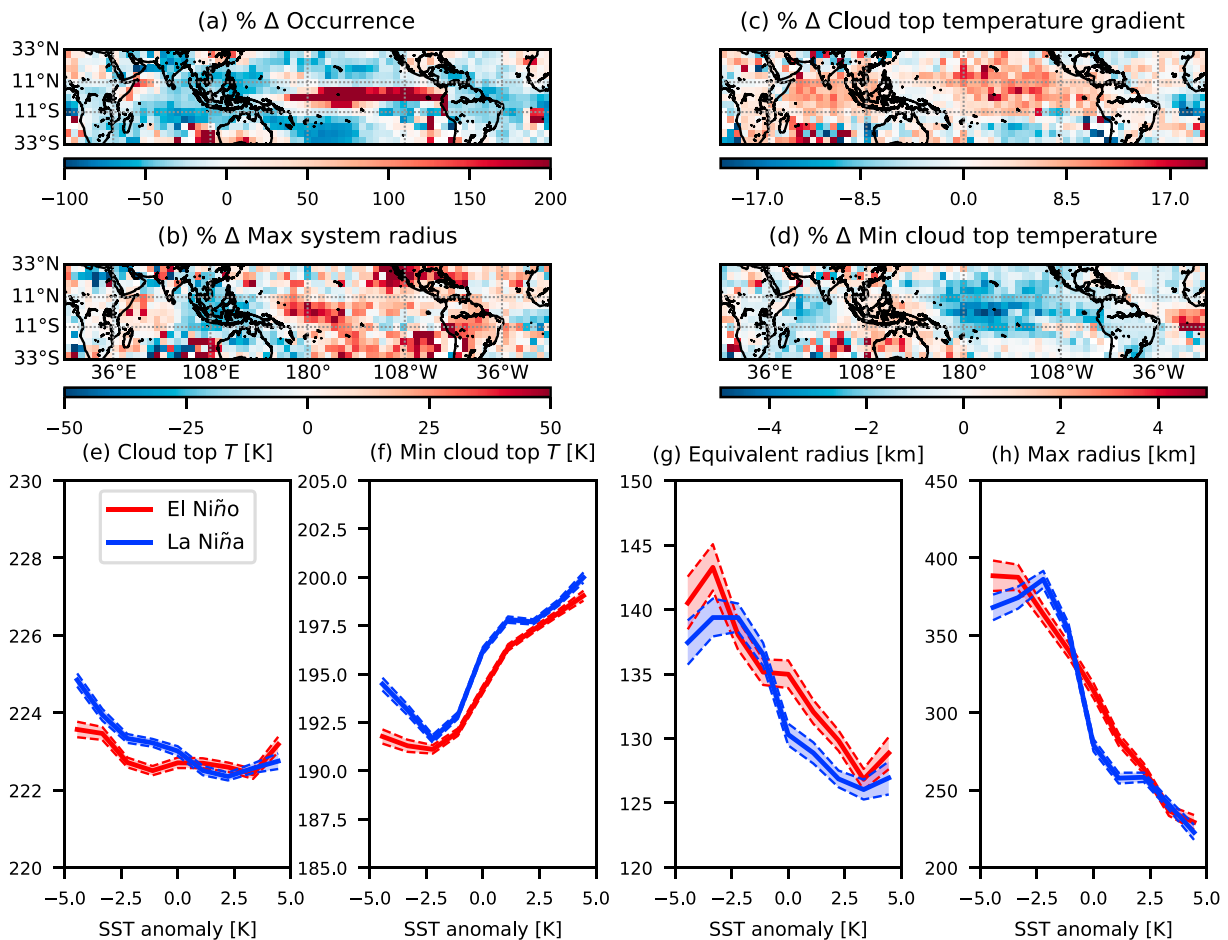 (a) % Δ Occurrence
33°N
11°N
11°S
33°S
−100 −50 0 50 100 150 200
(c) % Δ Cloud top temperature gradient
−17.0 −8.5 0.0 8.5 17.0
(b) % Δ Max system radius
33°N
11°N
11°S
33°S
36°E 108°E 180° 108°W 36°W
−50 −25 0 25 50
(d) % Δ Min cloud top temperature
36°E 108°E 180° 108°W 36°W
−4 −2 0 2 4
(e) Cloud top T [K]
230
228
226
224
222
220
El Niño
La Niña
−5.0 −2.5 0.0 2.5 5.0
SST anomaly [K]
(f) Min cloud top T [K]
205.0
202.5
200.0
197.5
195.0
192.5
190.0
187.5
185.0
−5.0 −2.5 0.0 2.5 5.0
SST anomaly [K]
(g) Equivalent radius [km]
150
145
140
135
130
125
120
−5.0 −2.5 0.0 2.5 5.0
SST anomaly [K]
(h) Max radius [km]
450
400
350
300
250
200
−5.0 −2.5 0.0 2.5 5.0
SST anomaly [K]